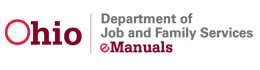 Ohio
Department of
Job and Family Services
eManuals